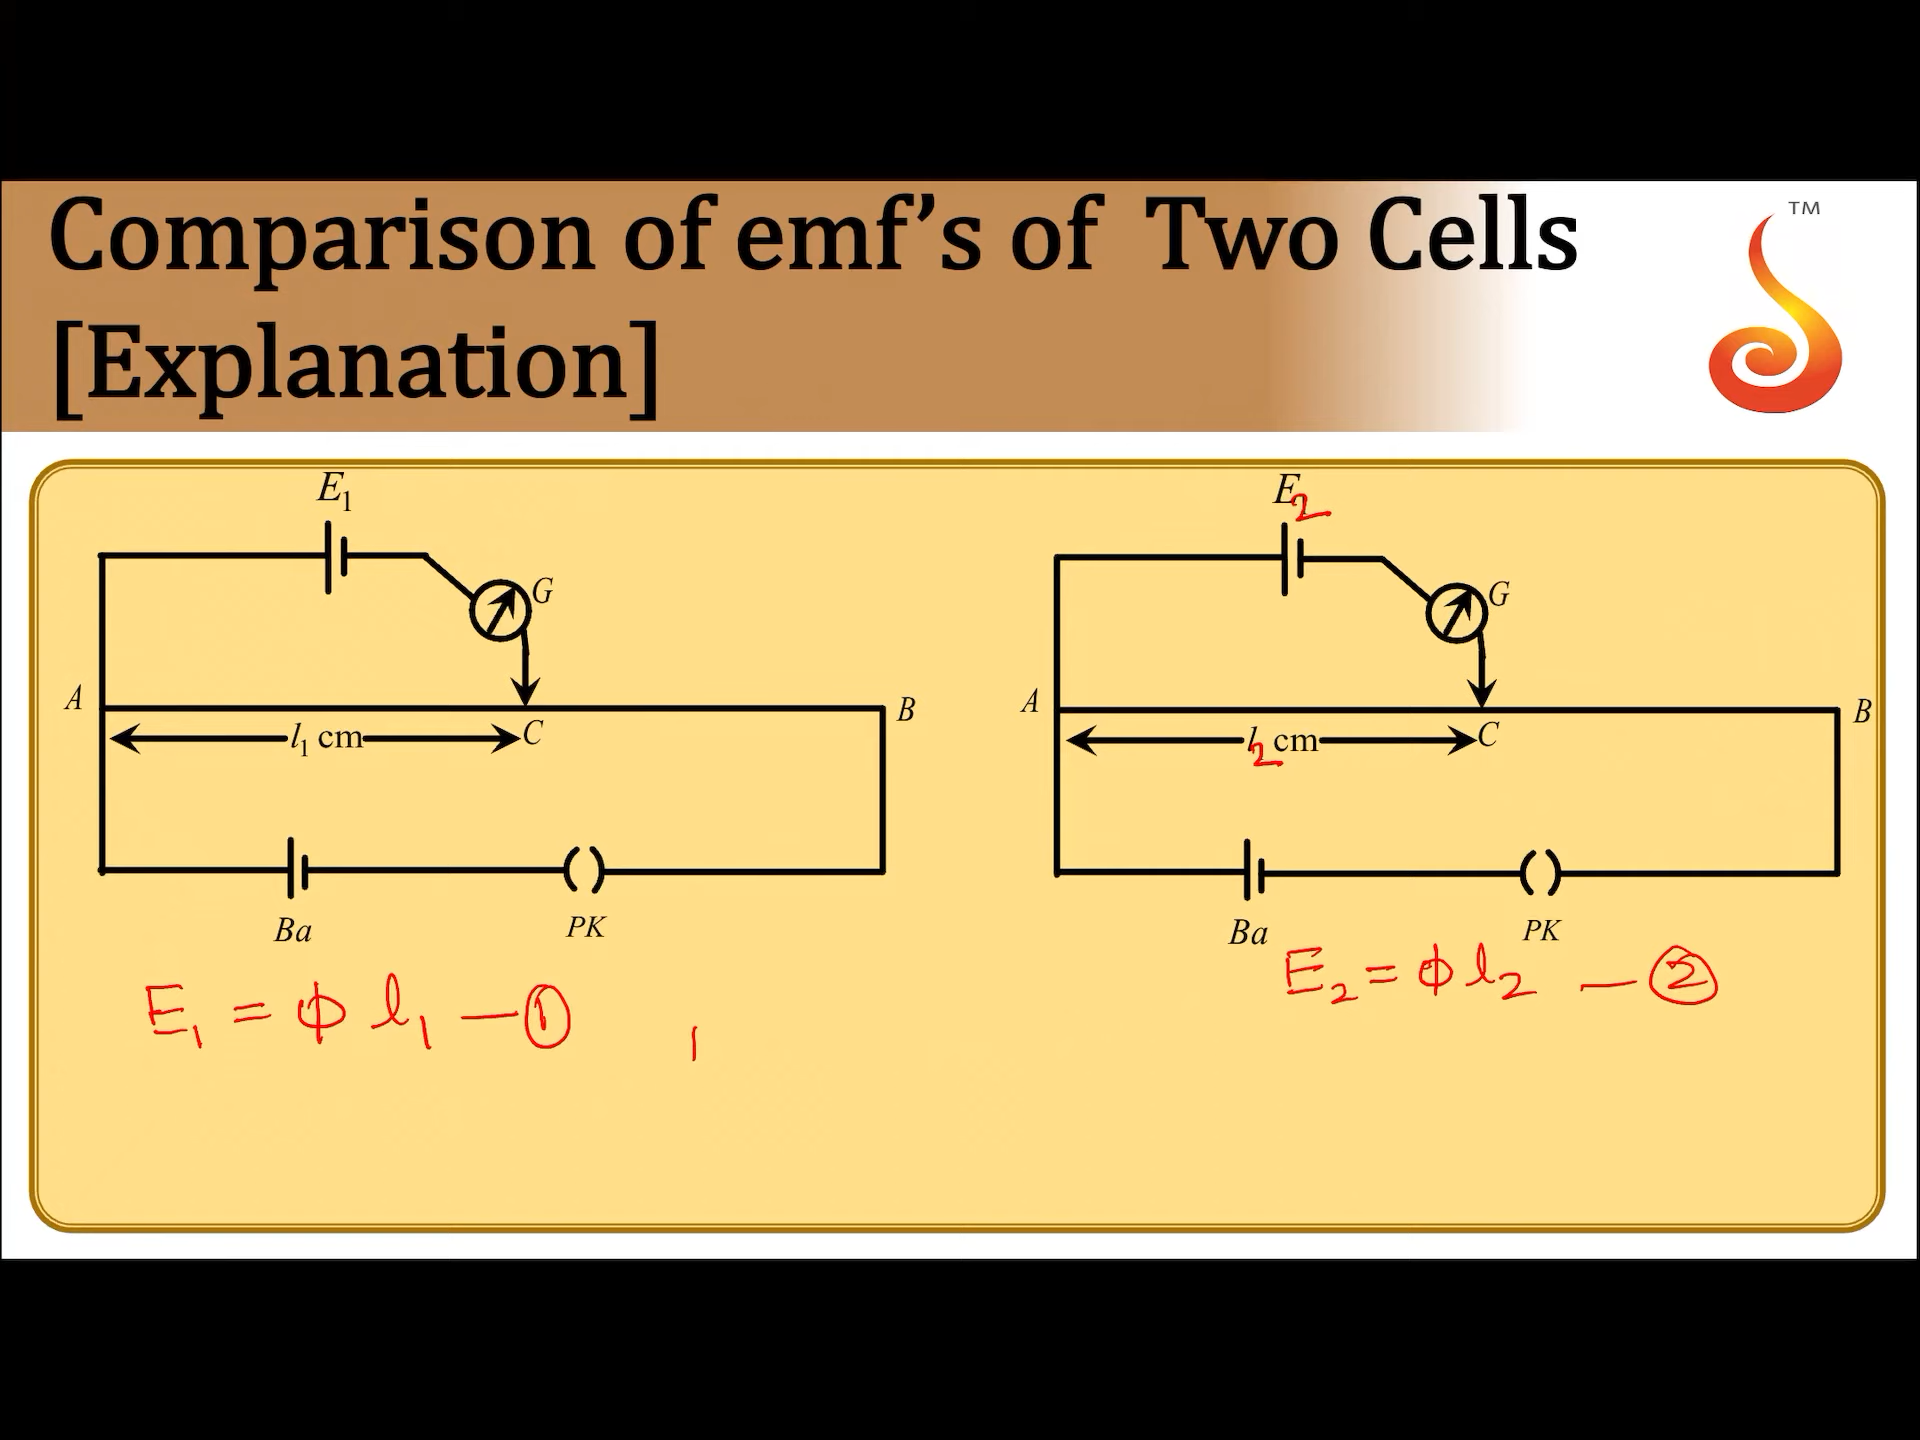 Comparison of emf’s of Two Cells
[Explanation]
TM
E1
G
A
B
l1 cm
C
Ba
PK
E1 = ϕ l1 — ①
E2
G
A
B
l2 cm
C
Ba
PK
E2 = ϕ l2 — ②